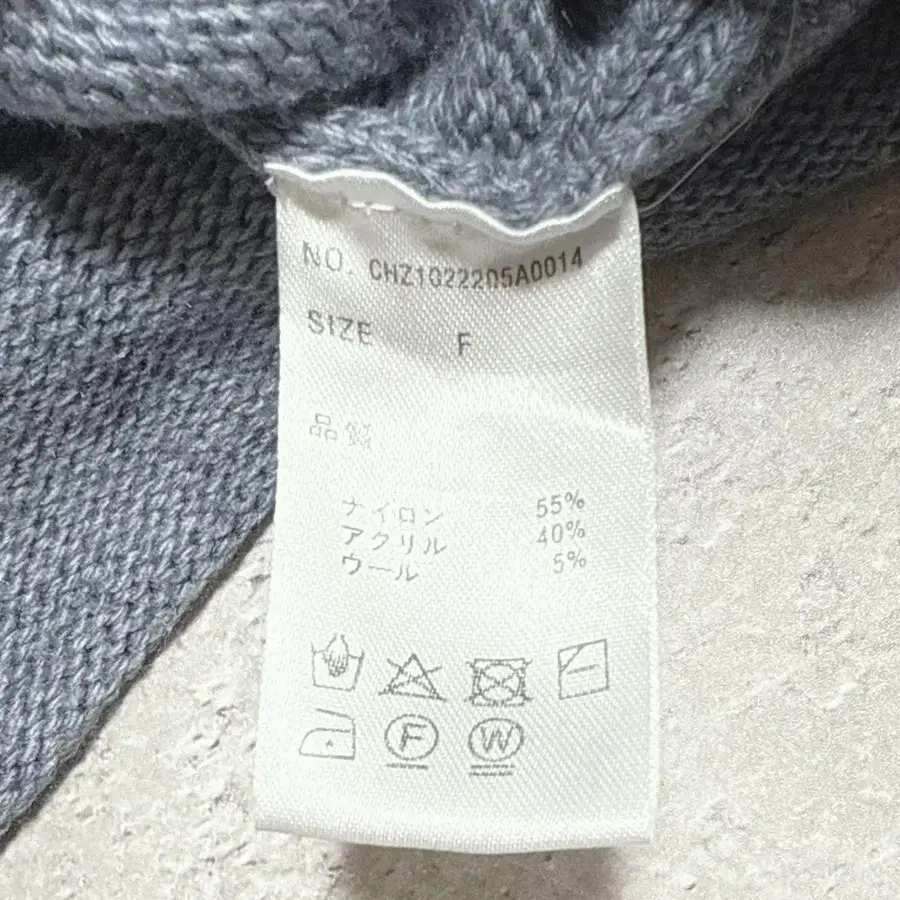 NO. CHZ1022205A0014
SIZE F
品質
ナイロン 55%
アクリル 40%
ウール 5%
F W